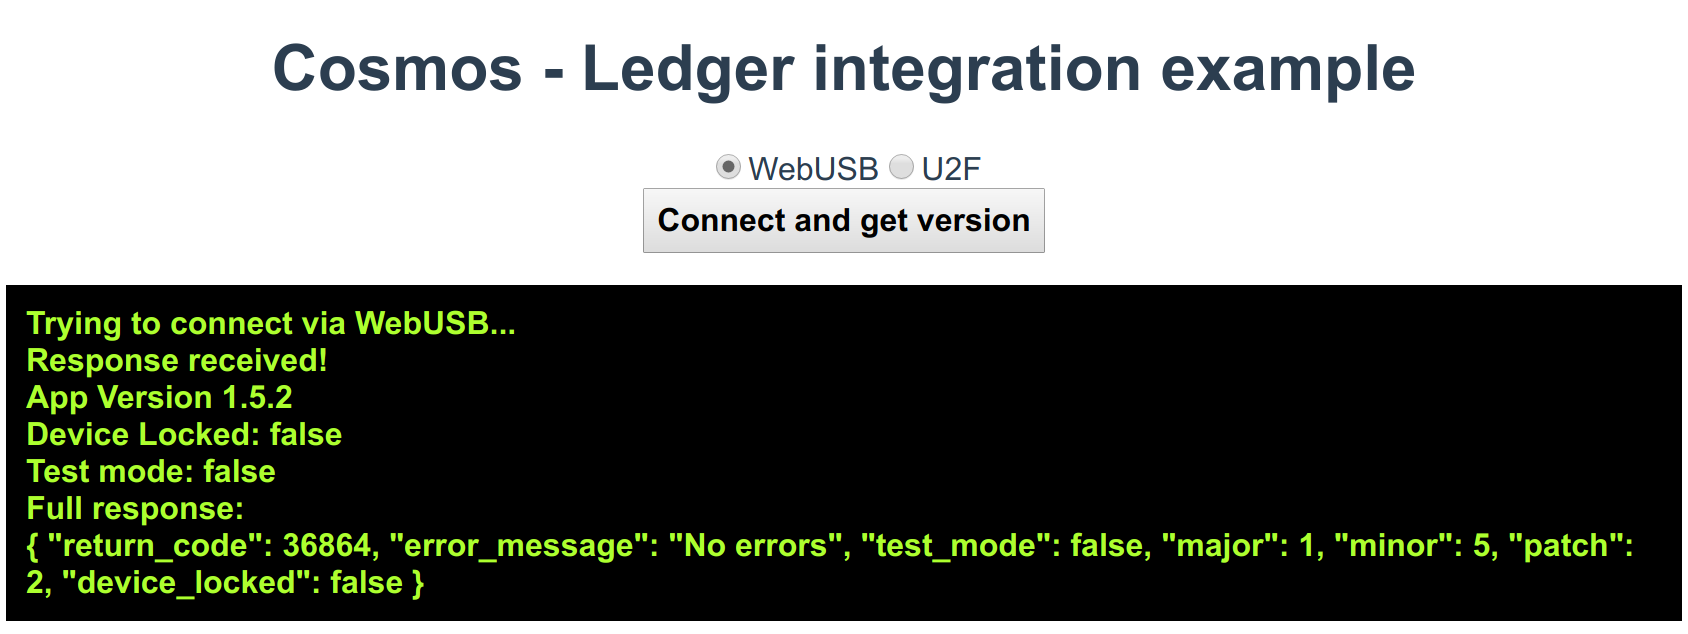 Cosmos - Ledger integration example
WebUSB U2F
Connect and get version
Trying to connect via WebUSB...
Response received!
App Version 1.5.2
Device Locked: false
Test mode: false
Full response:
{ "return_code": 36864, "error_message": "No errors", "test_mode": false, "major": 1, "minor": 5, "patch":
2, "device_locked": false }